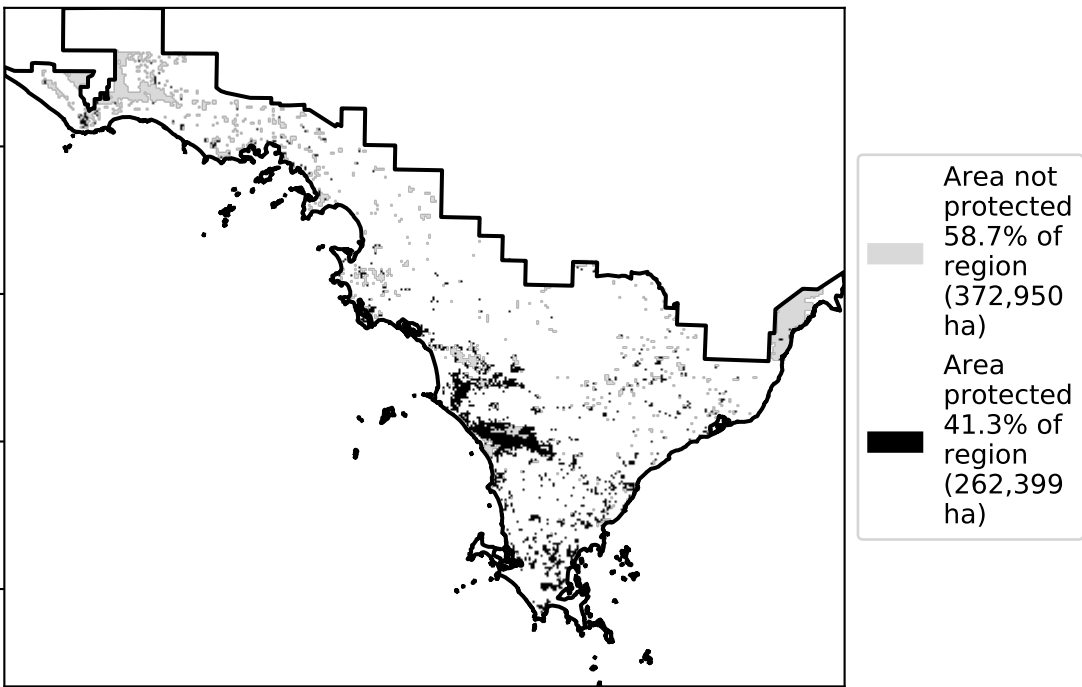 Area not
protected
58.7% of
region
(372,950
ha)
Area
protected
41.3% of
region
(262,399
ha)